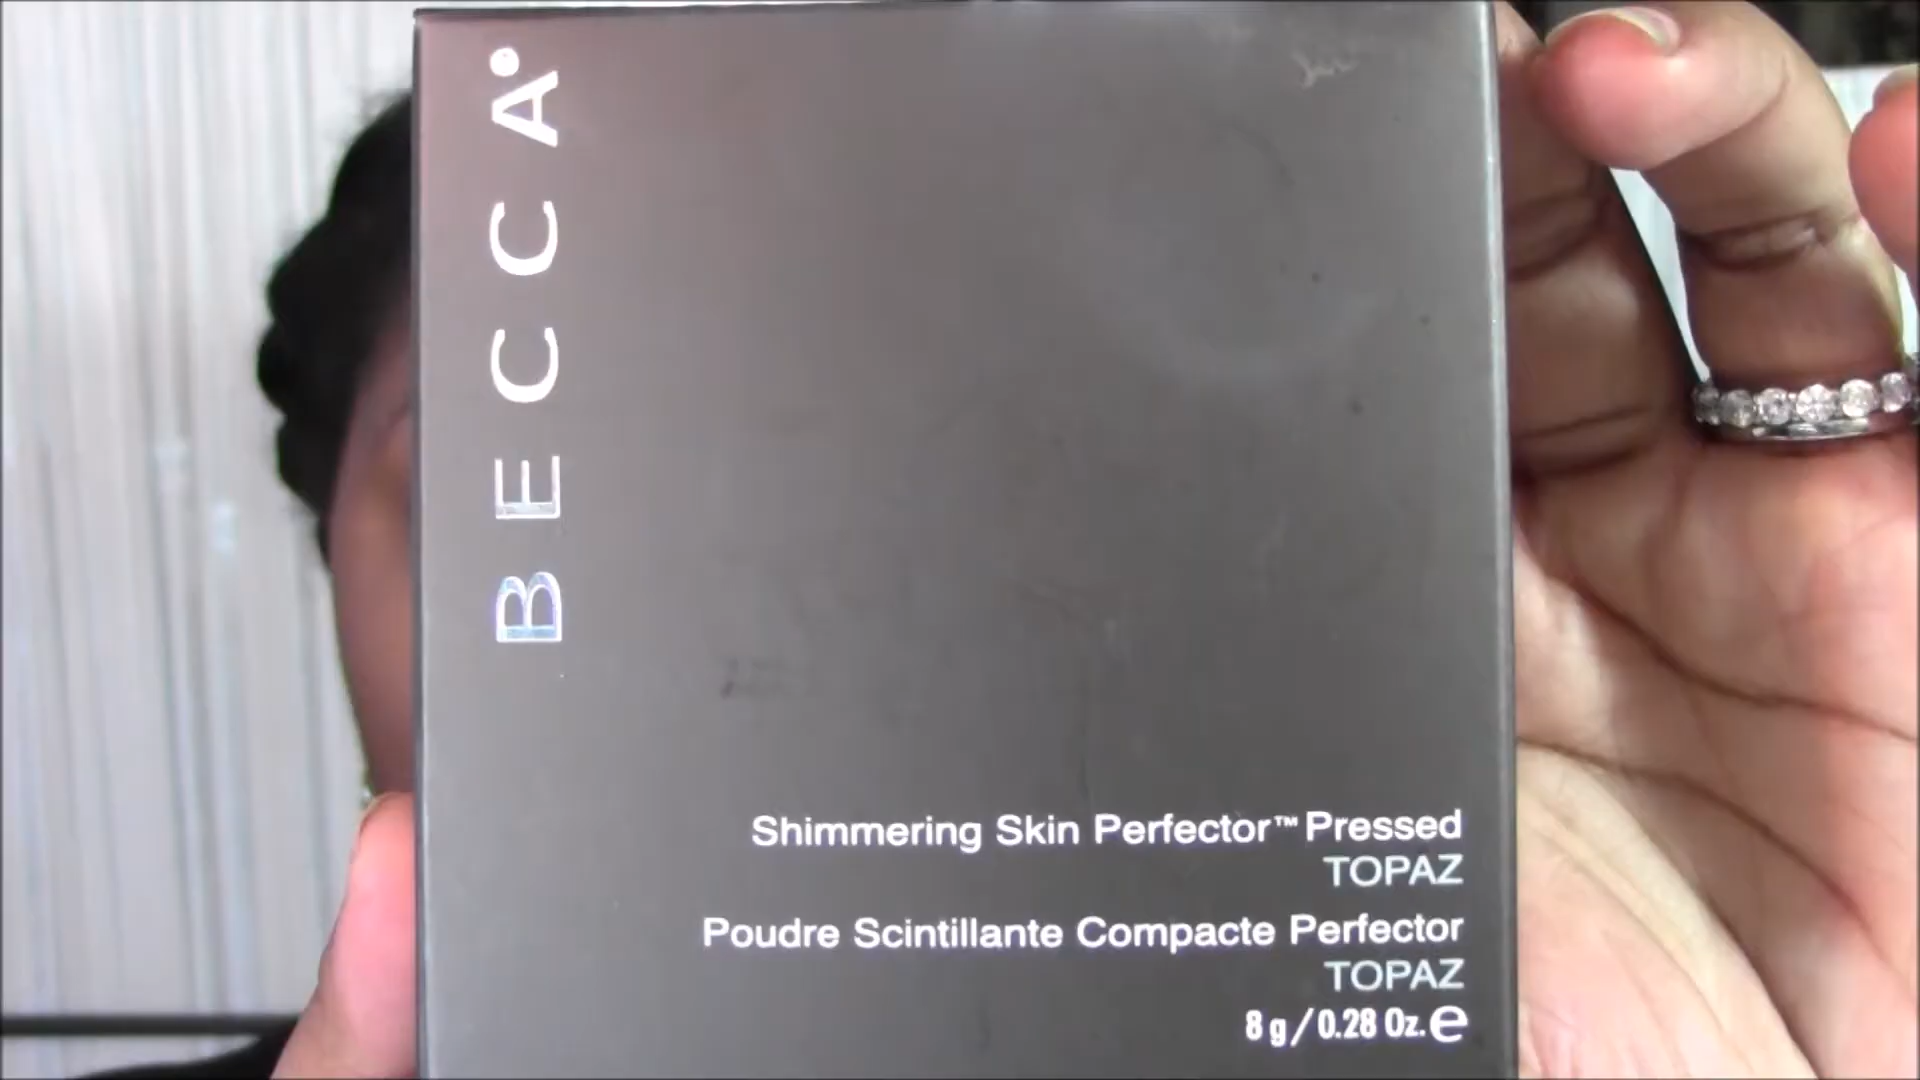 BECCA
Shimmering Skin Perfector™ Pressed
TOPAZ
Poudre Scintillante Compacte Perfector
TOPAZ
8 g / 0.28 Oz. e